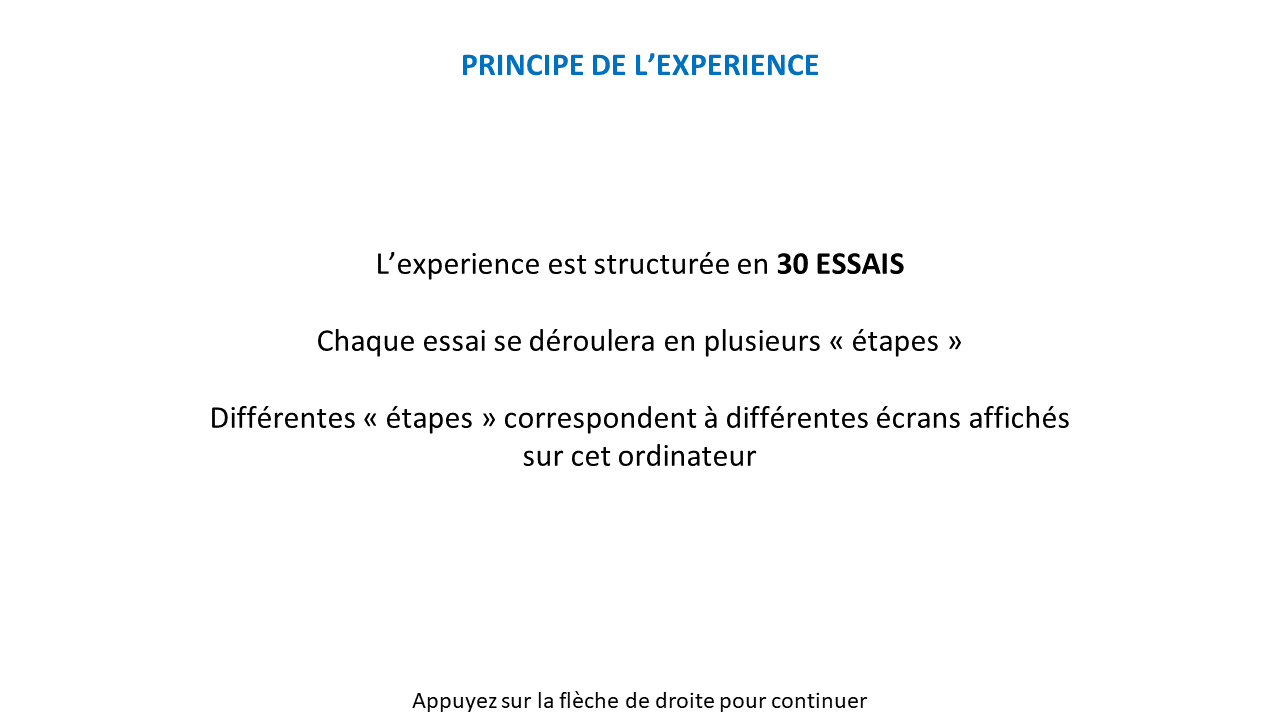 PRINCIPE DE L’EXPERIENCE
L’experience est structurée en 30 ESSAIS
Chaque essai se déroulera en plusieurs « étapes »
Différentes « étapes » correspondent à différentes écrans affichés
sur cet ordinateur
Appuyez sur la flèche de droite pour continuer